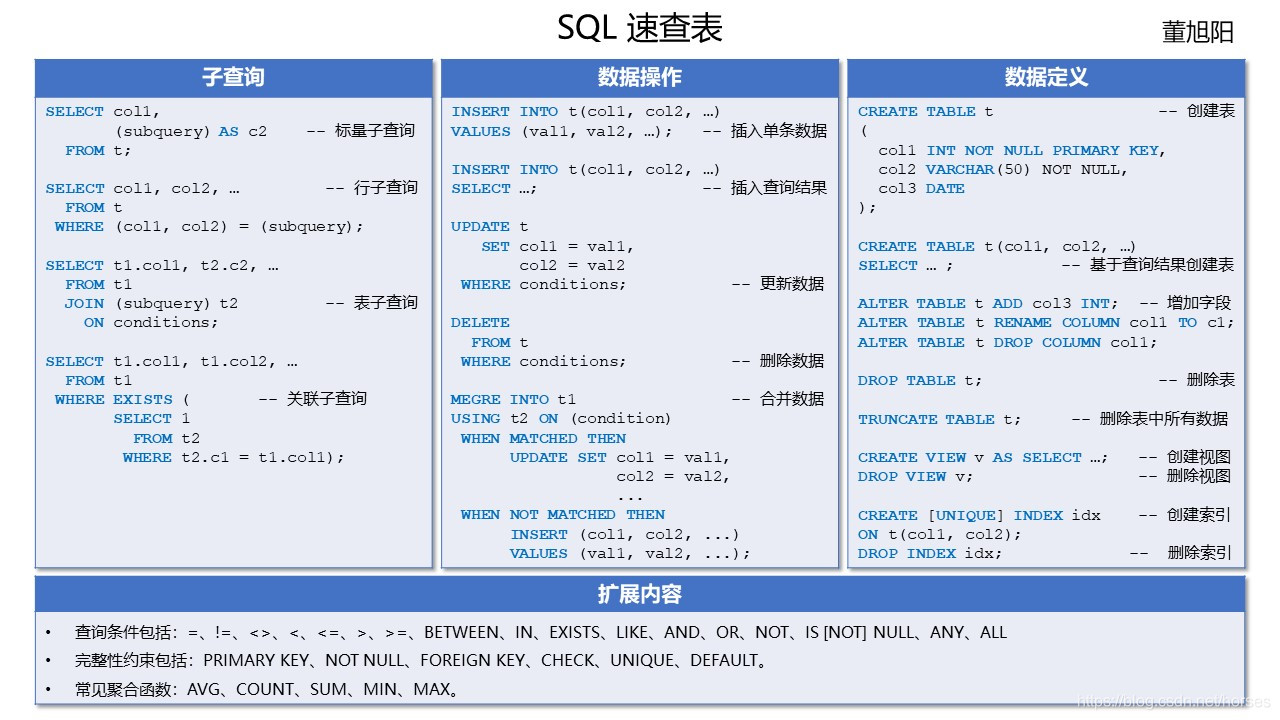 SQL 速查表
董旭阳
子查询
SELECT col1,
(subquery) AS c2 -- 标量子查询
FROM t;
SELECT col1, col2, … -- 行子查询
FROM t
WHERE (col1, col2) = (subquery);
SELECT t1.col1, t2.c2, …
FROM t1
JOIN (subquery) t2 -- 表子查询
ON conditions;
SELECT t1.col1, t1.col2, …
FROM t1
WHERE EXISTS ( -- 关联子查询
SELECT 1
FROM t2
WHERE t2.c1 = t1.col1);
数据操作
INSERT INTO t(col1, col2, …)
VALUES (val1, val2, …); -- 插入单条数据
INSERT INTO t(col1, col2, …)
SELECT …; -- 插入查询结果
UPDATE t
SET col1 = val1,
col2 = val2
WHERE conditions; -- 更新数据
DELETE
FROM t
WHERE conditions; -- 删除数据
MEGRE INTO t1 -- 合并数据
USING t2 ON (condition)
WHEN MATCHED THEN
UPDATE SET col1 = val1,
col2 = val2,
...
WHEN NOT MATCHED THEN
INSERT (col1, col2, ...)
VALUES (val1, val2, ...);
数据定义
CREATE TABLE t -- 创建表
(
col1 INT NOT NULL PRIMARY KEY,
col2 VARCHAR(50) NOT NULL,
col3 DATE
);
CREATE TABLE t(col1, col2, …)
SELECT … ; -- 基于查询结果创建表
ALTER TABLE t ADD col3 INT; -- 增加字段
ALTER TABLE t RENAME COLUMN col1 TO c1;
ALTER TABLE t DROP COLUMN col1;
DROP TABLE t; -- 删除表
TRUNCATE TABLE t; -- 删除表中所有数据
CREATE VIEW v AS SELECT …; -- 创建视图
DROP VIEW v; -- 删除视图
CREATE [UNIQUE] INDEX idx -- 创建索引
ON t(col1, col2);
DROP INDEX idx; -- 删除索引
扩展内容
• 查询条件包括：=、!=、<>、<、<=、>、>=、BETWEEN、IN、EXISTS、LIKE、AND、OR、NOT、IS [NOT] NULL、ANY、ALL
• 完整性约束包括：PRIMARY KEY、NOT NULL、FOREIGN KEY、CHECK、UNIQUE、DEFAULT。
• 常见聚合函数：AVG、COUNT、SUM、MIN、MAX。
https://blog.csdn.net/horses